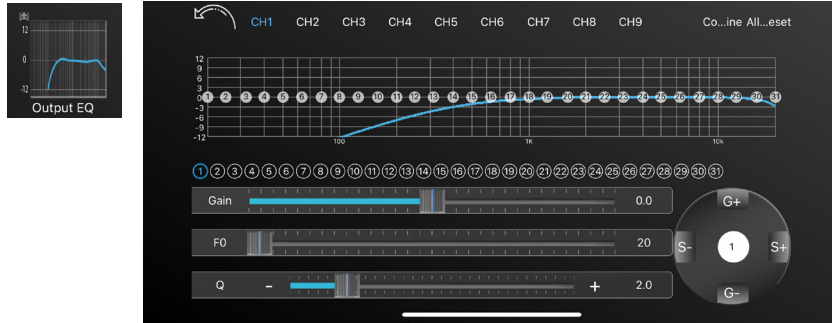 [dB]
12
0
-12
Output EQ
CH1 CH2 CH3 CH4 CH5 CH6 CH7 CH8 CH9 Co...ine All...eset
12
9
6
3
0
-3
-6
-9
-12
1 2 3 4 5 6 7 8 9 10 11 12 13 14 15 16 17 18 19 20 21 22 23 24 25 26 27 28 29 30 31
100 1K 10k
1 2 3 4 5 6 7 8 9 10 11 12 13 14 15 16 17 18 19 20 21 22 23 24 25 26 27 28 29 30 31
Gain 0.0
F0 20
Q - + 2.0
G+
S- 1 S+
G-